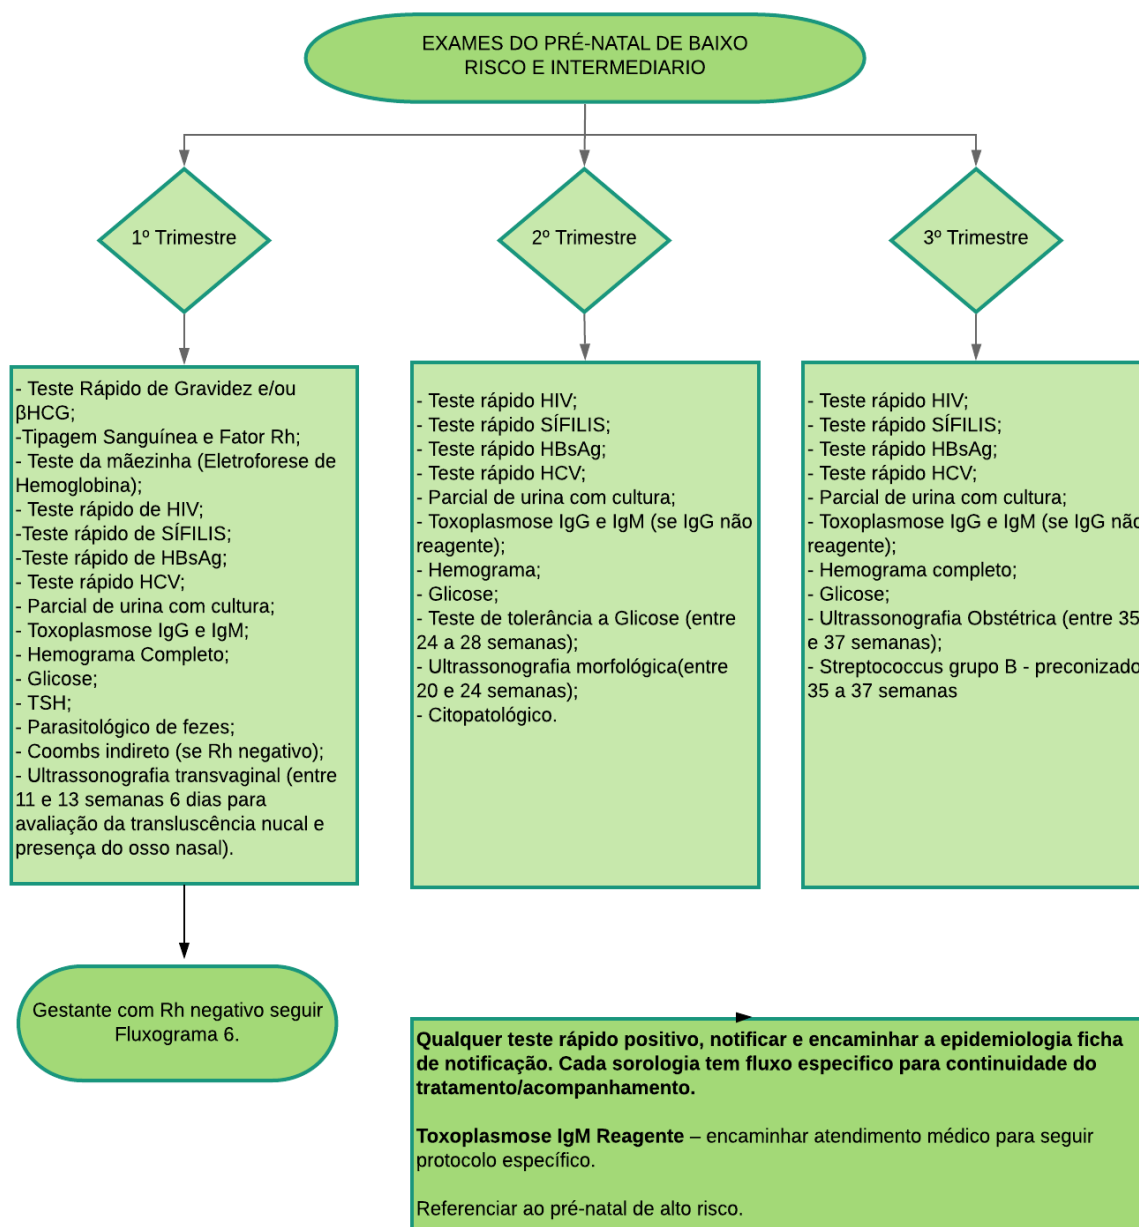 EXAMES DO PRÉ-NATAL DE BAIXO
RISCO E INTERMEDIARIO
1º Trimestre
2º Trimestre
3º Trimestre
- Teste Rápido de Gravidez e/ou
βHCG;
-Tipagem Sanguínea e Fator Rh;
- Teste da mãezinha (Eletroforese de
Hemoglobina);
- Teste rápido de HIV;
-Teste rápido de SÍFILIS;
-Teste rápido de HBsAg;
- Teste rápido HCV;
- Parcial de urina com cultura;
- Toxoplasmose IgG e IgM;
- Hemograma Completo;
- Glicose;
- TSH;
- Parasitológico de fezes;
- Coombs indireto (se Rh negativo);
- Ultrassonografia transvaginal (entre
11 e 13 semanas 6 dias para
avaliação da transluscência nucal e
presença do osso nasal).
- Teste rápido HIV;
- Teste rápido SÍFILIS;
- Teste rápido HBsAg;
- Teste rápido HCV;
- Parcial de urina com cultura;
- Toxoplasmose IgG e IgM (se IgG não
reagente);
- Hemograma;
- Glicose;
- Teste de tolerância a Glicose (entre
24 a 28 semanas);
- Ultrassonografia morfológica(entre
20 e 24 semanas);
- Citopatológico.
- Teste rápido HIV;
- Teste rápido SÍFILIS;
- Teste rápido HBsAg;
- Teste rápido HCV;
- Parcial de urina com cultura;
- Toxoplasmose IgG e IgM (se IgG não
reagente);
- Hemograma completo;
- Glicose;
- Ultrassonografia Obstétrica (entre 35
e 37 semanas);
- Streptococcus grupo B - preconizado
35 a 37 semanas
Gestante com Rh negativo seguir
Fluxograma 6.
Qualquer teste rápido positivo, notificar e encaminhar a epidemiologia ficha
de notificação. Cada sorologia tem fluxo especifico para continuidade do
tratamento/acompanhamento.
Toxoplasmose IgM Reagente – encaminhar atendimento médico para seguir
protocolo específico.
Referenciar ao pré-natal de alto risco.